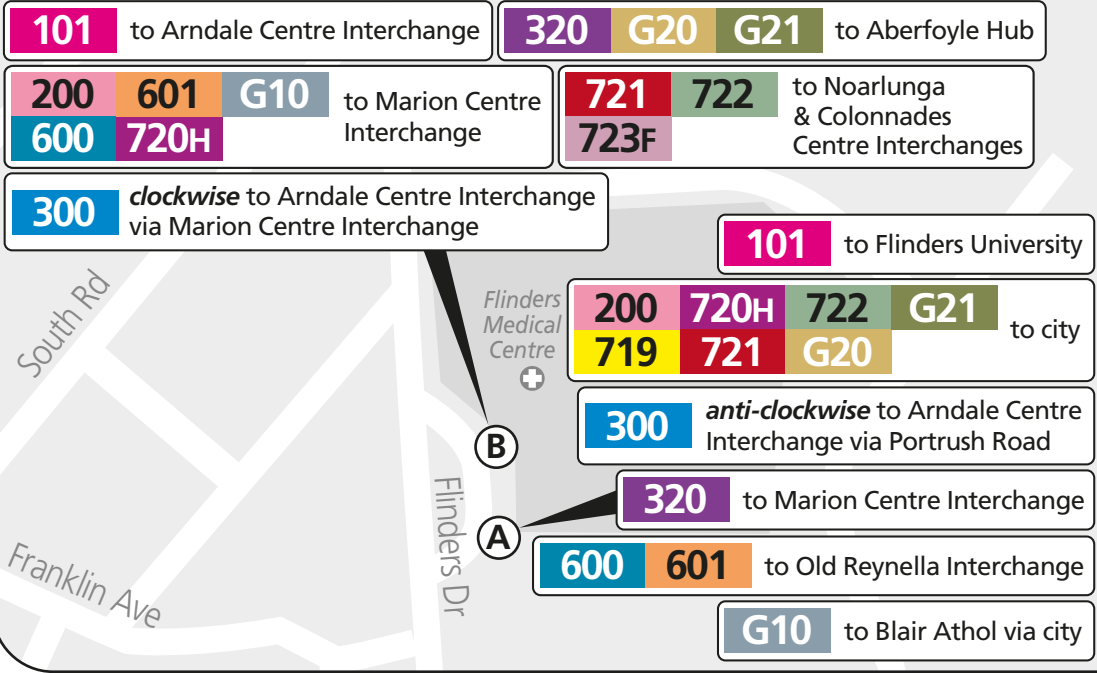 101 to Arndale Centre Interchange
320 G20 G21 to Aberfoyle Hub
200 601 G10
600 720H
to Marion Centre
Interchange
721 722
723F
to Noarlunga
& Colonnades
Centre Interchanges
300
clockwise to Arndale Centre Interchange
via Marion Centre Interchange
101 to Flinders University
South Rd
Flinders
Medical
Centre
200 720H 722 G21
719 721 G20
to city
300
anti-clockwise to Arndale Centre
Interchange via Portrush Road
B
320 to Marion Centre Interchange
Flinders Dr
A
600 601 to Old Reynella Interchange
Franklin Ave
G10 to Blair Athol via city